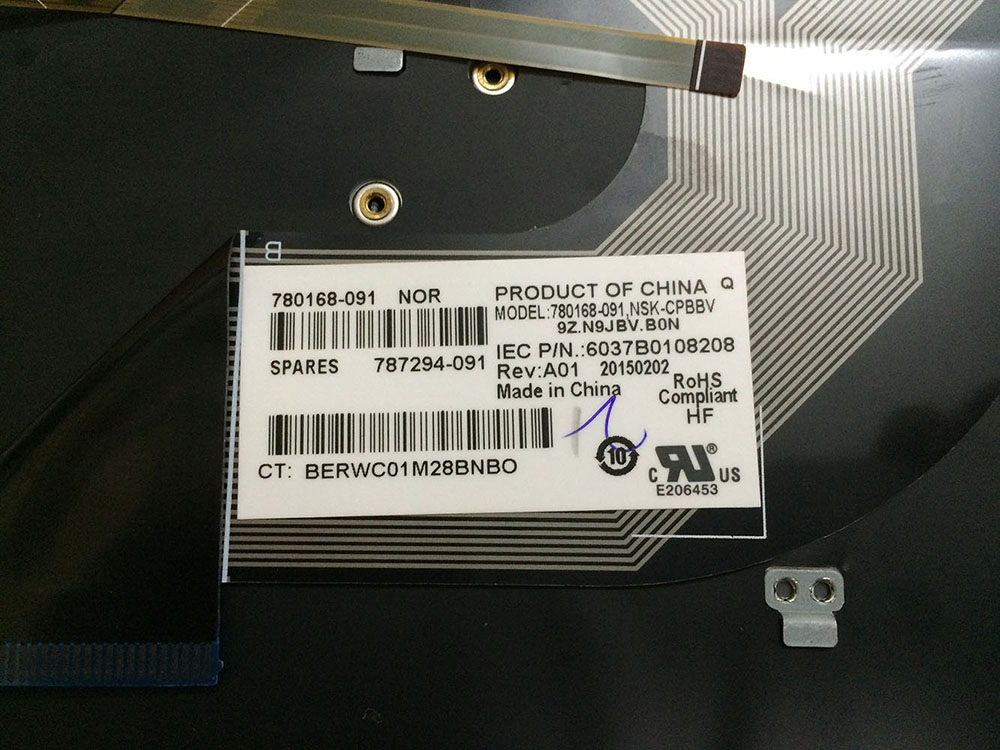 B
780168-091 NOR
SPARES 787294-091
CT: BERWC01M28BNBO
PRODUCT OF CHINA Q
MODEL:780168-091,NSK-CPBBV
9Z.N9JBV.B0N
IEC P/N.:6037B0108208
Rev:A01 20150202
Made in China
RoHS
Compliant
HF
10
c RU ® US
E206453